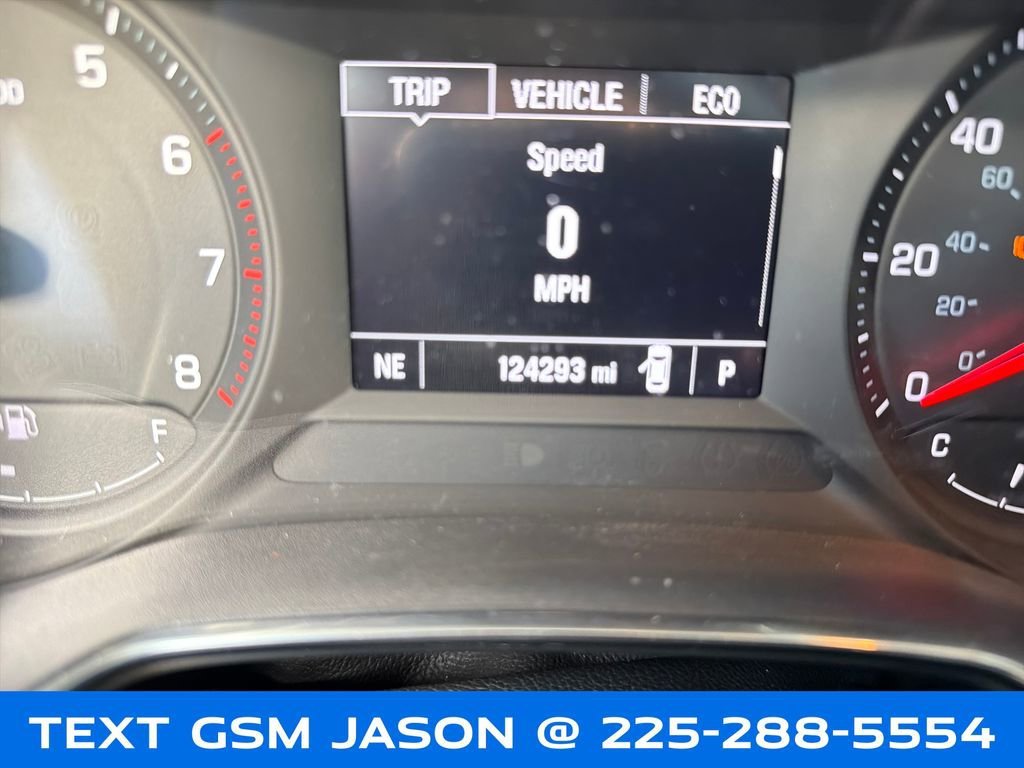 TRIP VEHICLE ECO
Speed
0
MPH
NE 124293 mi P
5
6
7
8
F
40
60
20
40
20
0
0
C
TEXT GSM JASON @ 225-288-5554